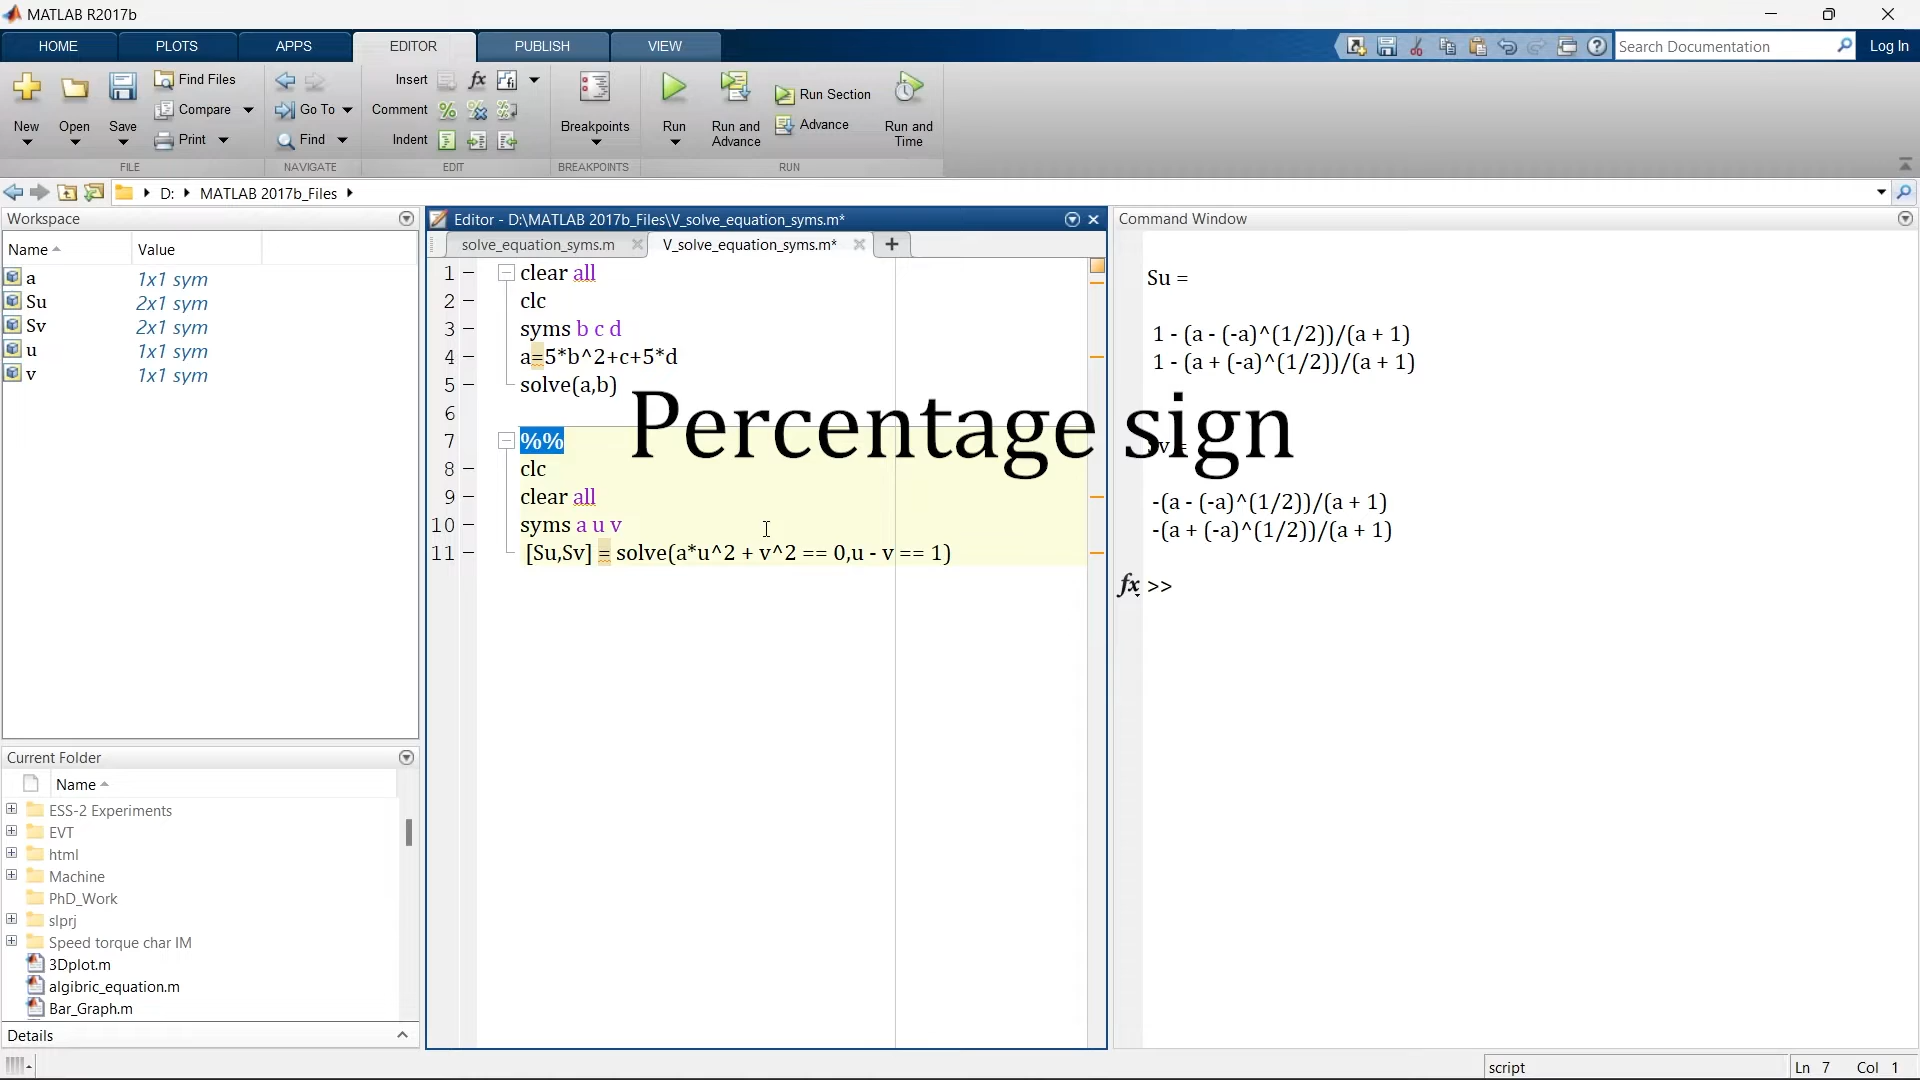 MATLAB R2017b
HOME PLOTS APPS EDITOR PUBLISH VIEW
Search Documentation
Log In
New
Open
Save
Find Files
Compare
Print
FILE
Go To
Find
NAVIGATE
Insert
Comment
Indent
EDIT
Breakpoints
BREAKPOINTS
Run
Run and Advance
Run Section
Advance
Run and Time
RUN
D: MATLAB 2017b_Files
Workspace
Name Value
a 1x1 sym
Su 2x1 sym
Sv 2x1 sym
u 1x1 sym
v 1x1 sym
Current Folder
Name
ESS-2 Experiments
EVT
html
Machine
PhD_Work
slprj
Speed torque char IM
3Dplot.m
algibric_equation.m
Bar_Graph.m
Details
Editor - D:\MATLAB 2017b_Files\V_solve_equation_syms.m*
solve_equation_syms.m V_solve_equation_syms.m*
1 clear all
2 clc
3 syms b c d
4 a=5*b^2+c+5*d
5 solve(a,b)
6
7 %%
8 clc
9 clear all
10 syms a u v
11 [Su,Sv] = solve(a*u^2 + v^2 == 0,u - v == 1)
Percentage sign
Command Window
Su =
1 - (a - (-a)^(1/2))/(a + 1)
1 - (a + (-a)^(1/2))/(a + 1)
Sv =
-(a - (-a)^(1/2))/(a + 1)
-(a + (-a)^(1/2))/(a + 1)
fx >>
script
Ln 7 Col 1